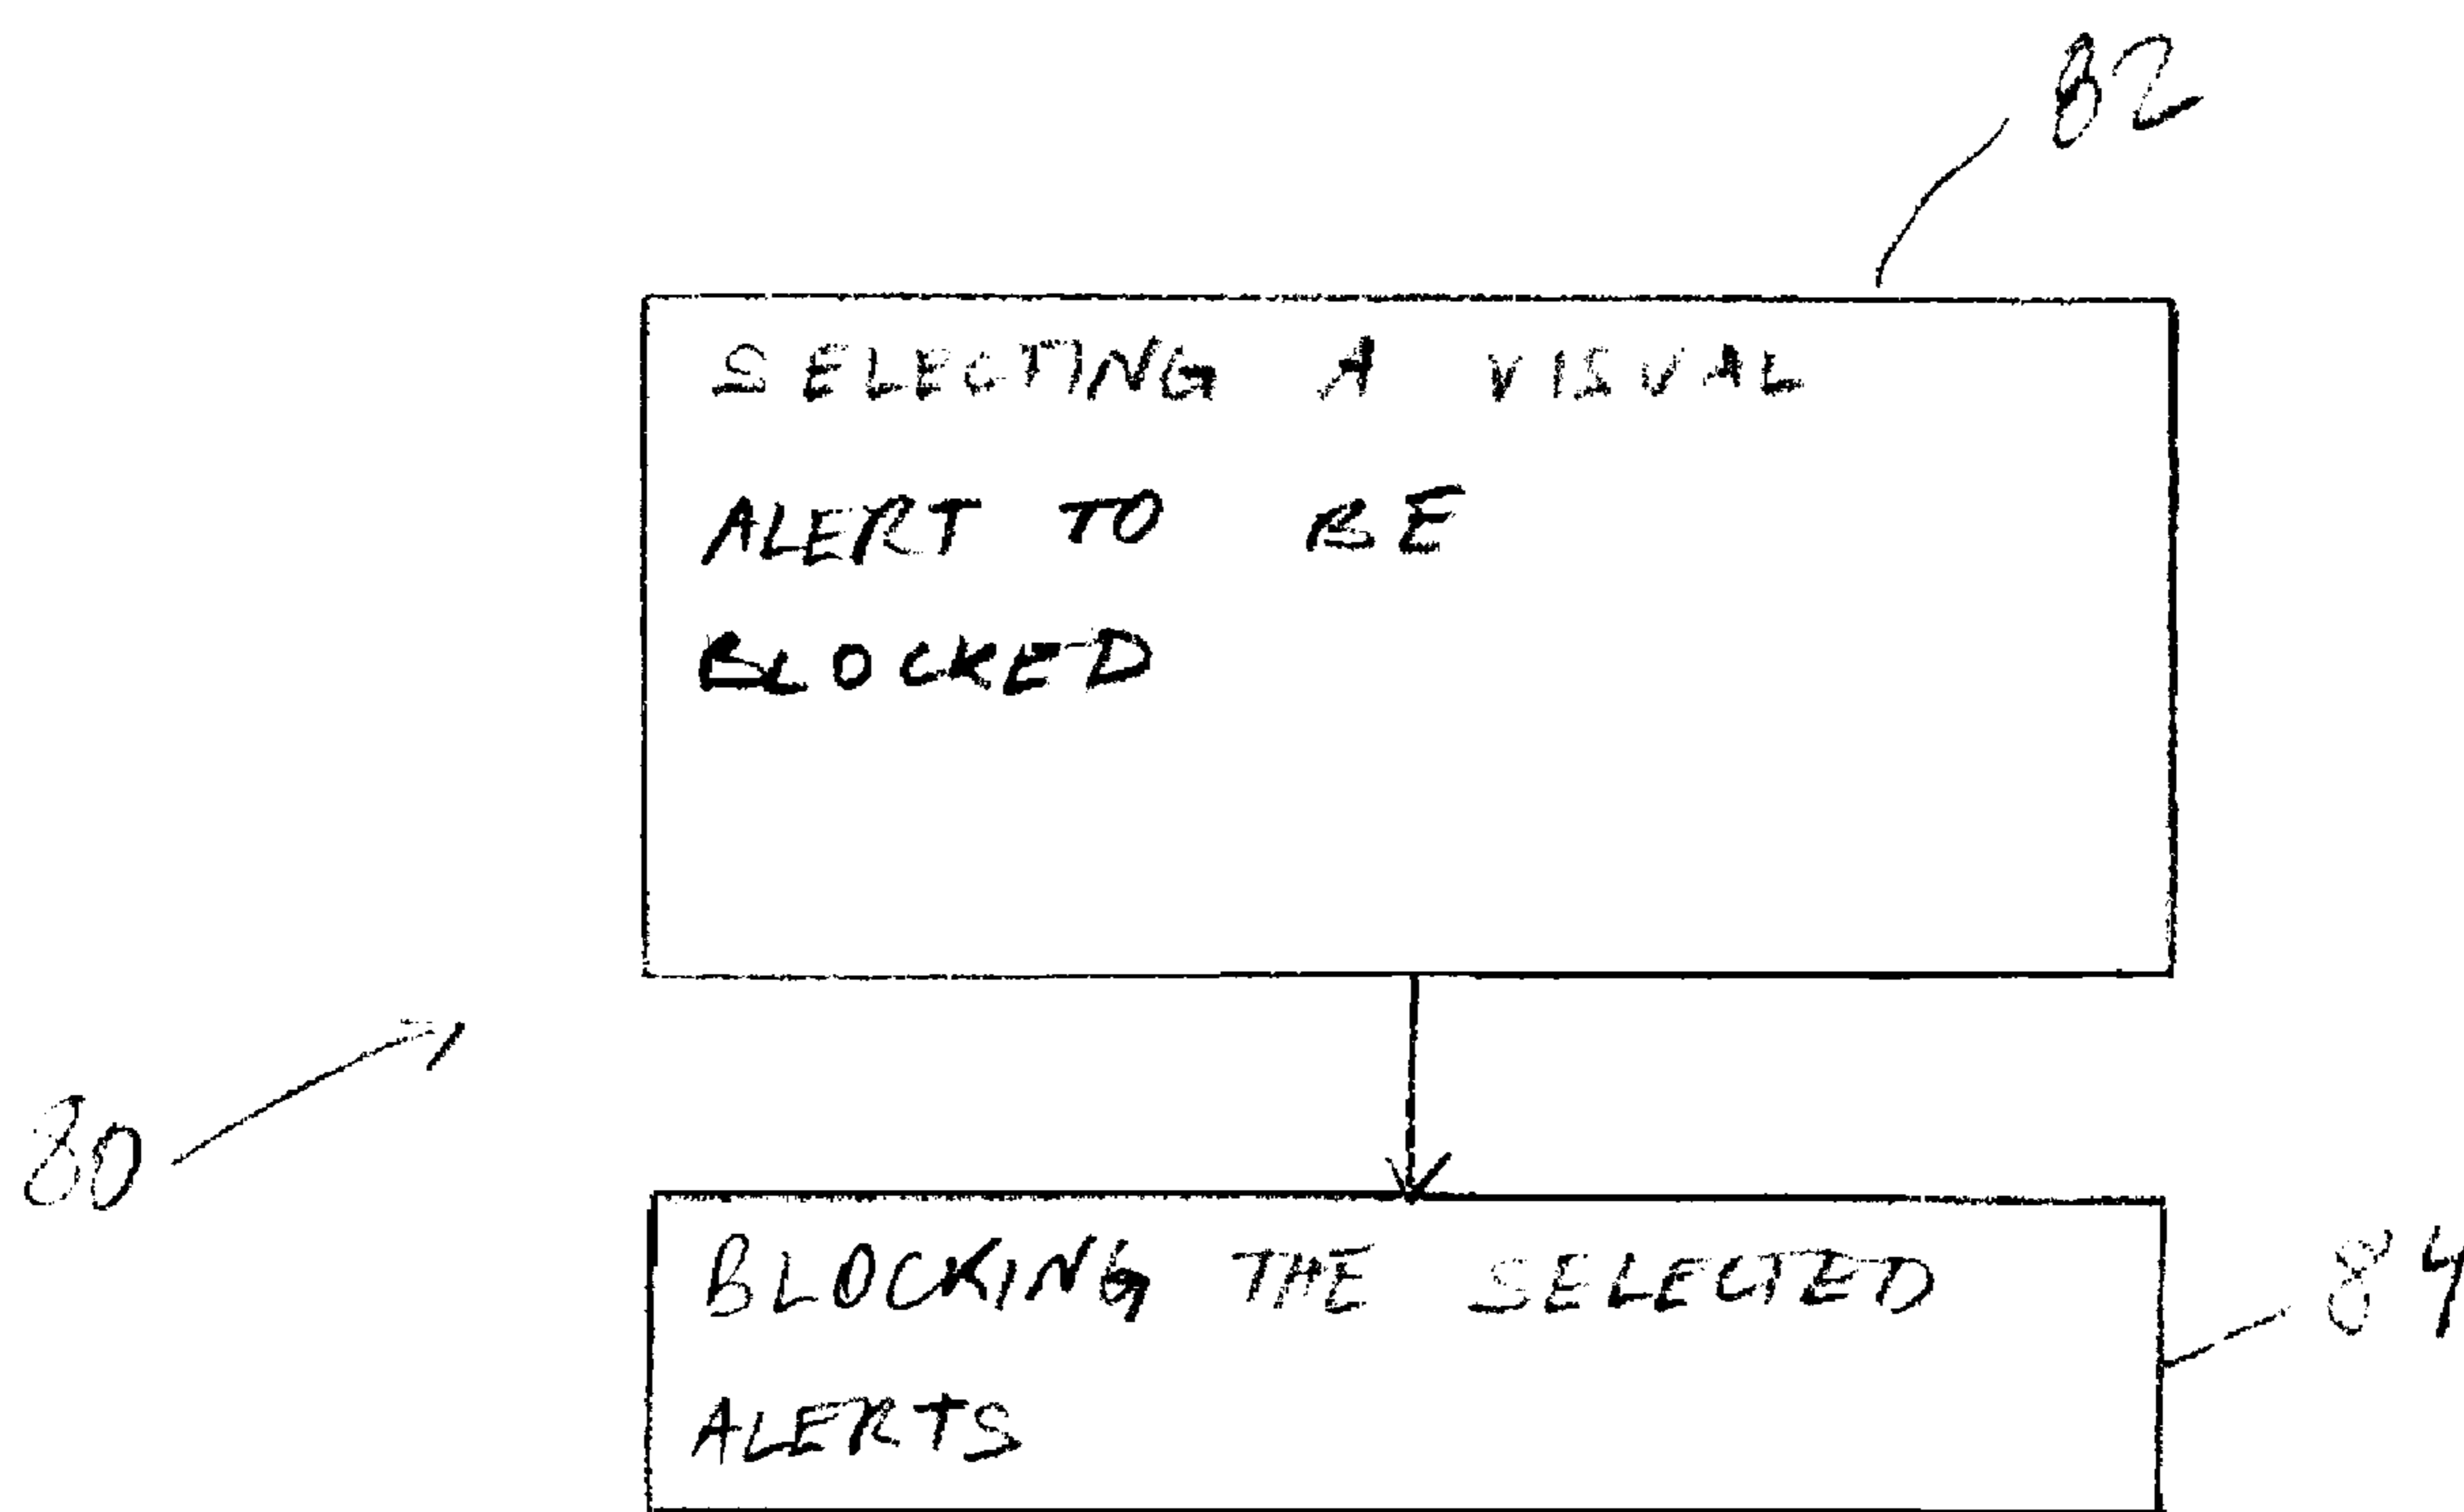 82
SELECTING A VISUAL
ALERT TO BE
BLOCKED
80
BLOCKING THE SELECTED
84
ALERTS